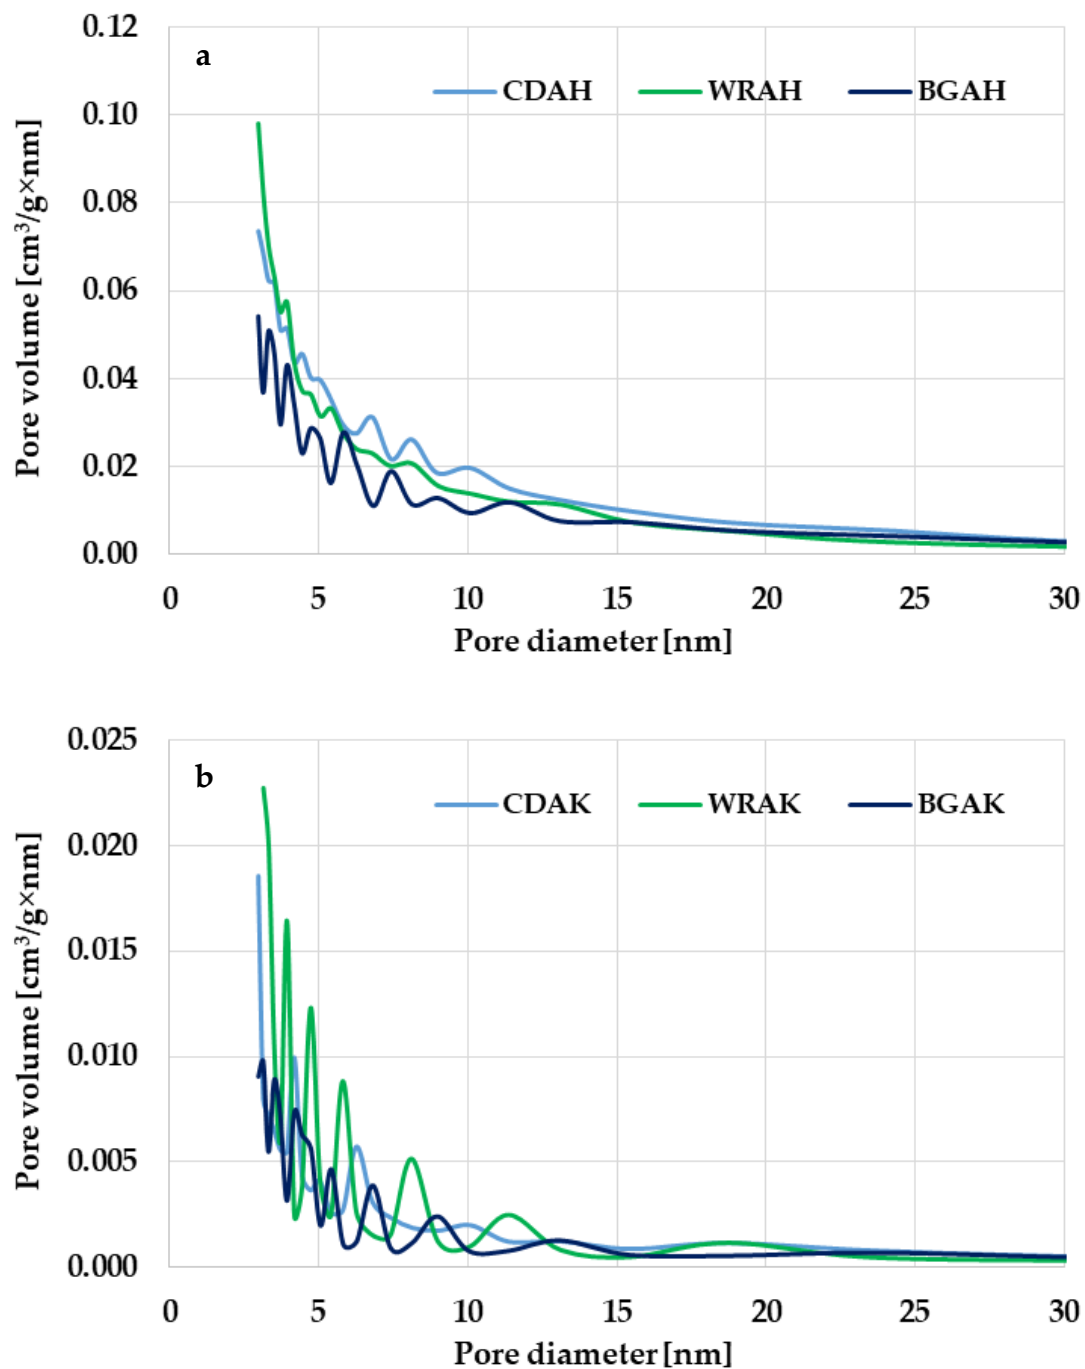 a
CDAH WRAH BGAH
Pore volume [cm³/g×nm]
0.12
0.10
0.08
0.06
0.04
0.02
0.00
0 5 10 15 20 25 30
Pore diameter [nm]
b
CDAK WRAK BGAK
Pore volume [cm³/g×nm]
0.025
0.020
0.015
0.010
0.005
0.000
0 5 10 15 20 25 30
Pore diameter [nm]